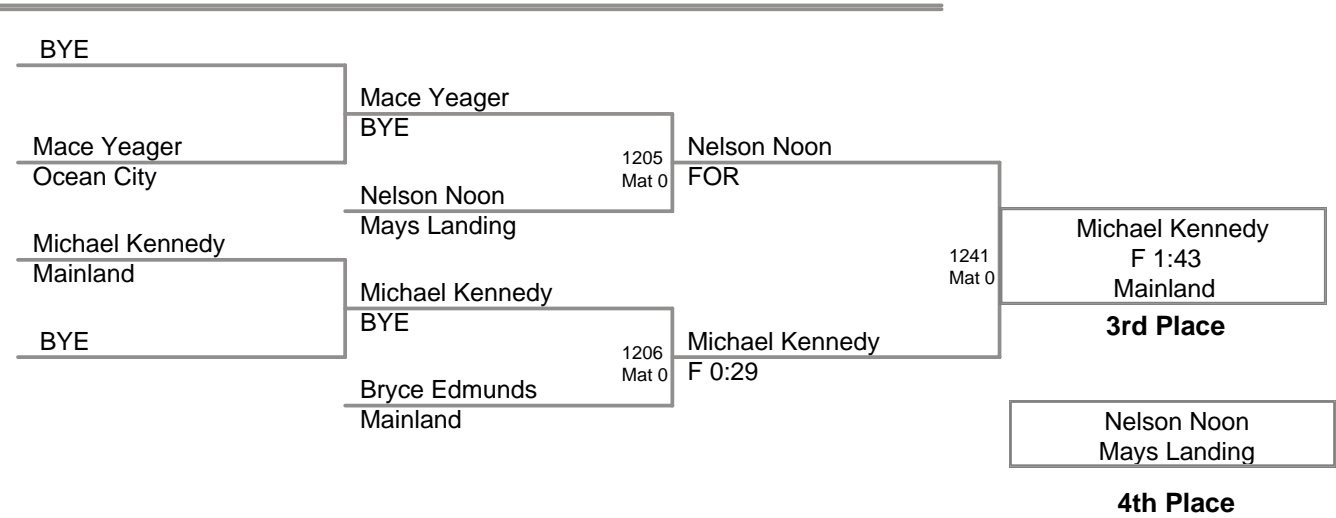 BYE
Mace Yeager
BYE
Mace Yeager
Ocean City
1205
Mat 0
Nelson Noon
FOR
Nelson Noon
Mays Landing
Michael Kennedy
Mainland
1241
Mat 0
Michael Kennedy
F 1:43
Mainland
3rd Place
Michael Kennedy
BYE
BYE
1206
Mat 0
Michael Kennedy
F 0:29
Bryce Edmunds
Mainland
Nelson Noon
Mays Landing
4th Place